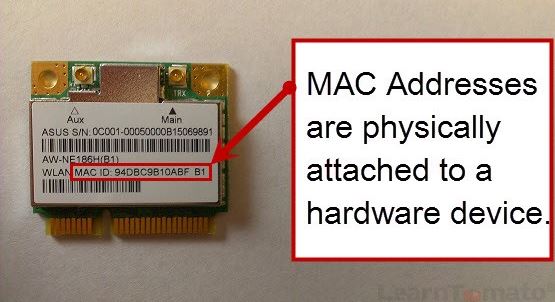 TRX
Aux Main
ASUS S/N: 0C001-00050000B15069891
AW-NE186H(B1)
WLAN MAC ID: 94DBC9B10ABF B1
MAC Addresses
are physically
attached to a
hardware device.
LearnTomato